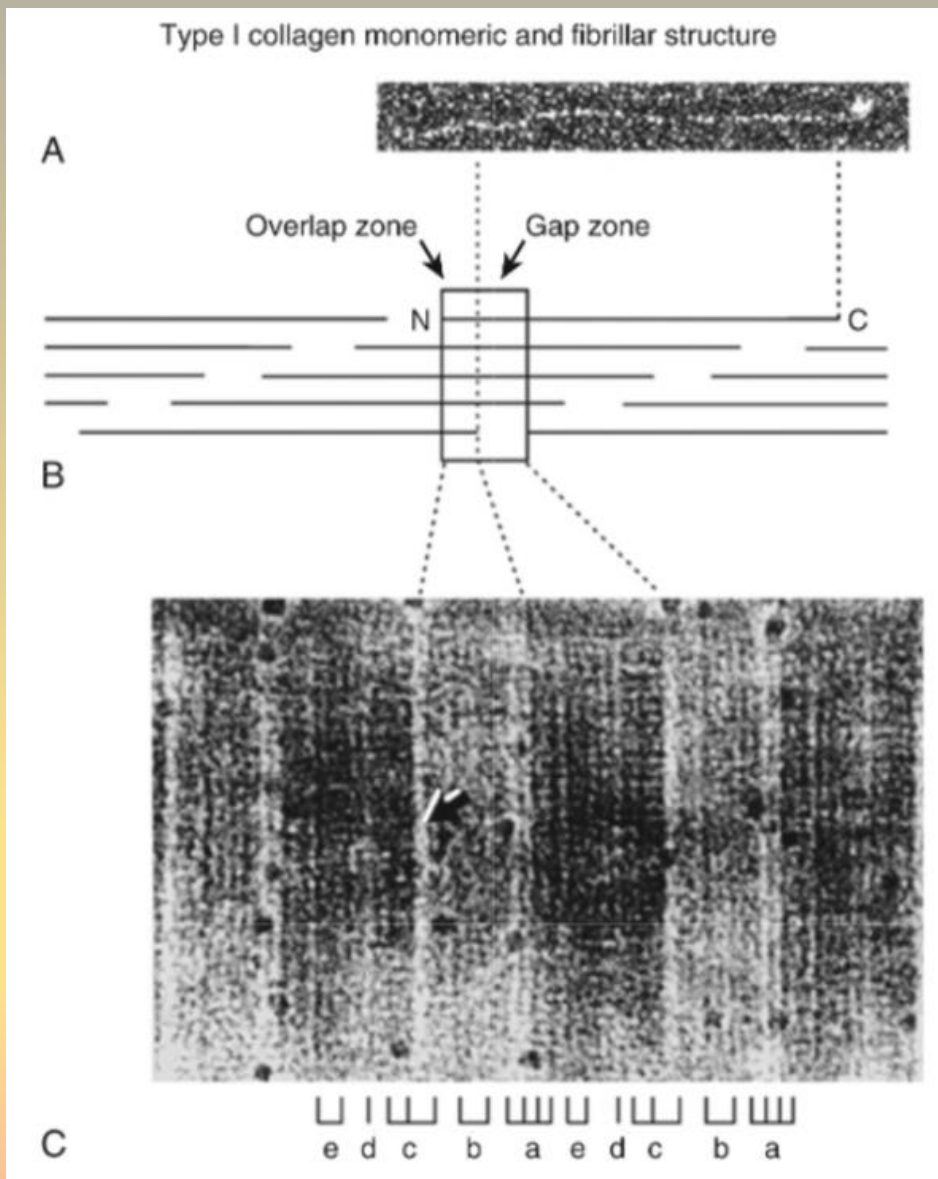 Type I collagen monomeric and fibrillar structure
A
Overlap zone
Gap zone
N
C
B
e d c b a e d c b a
C